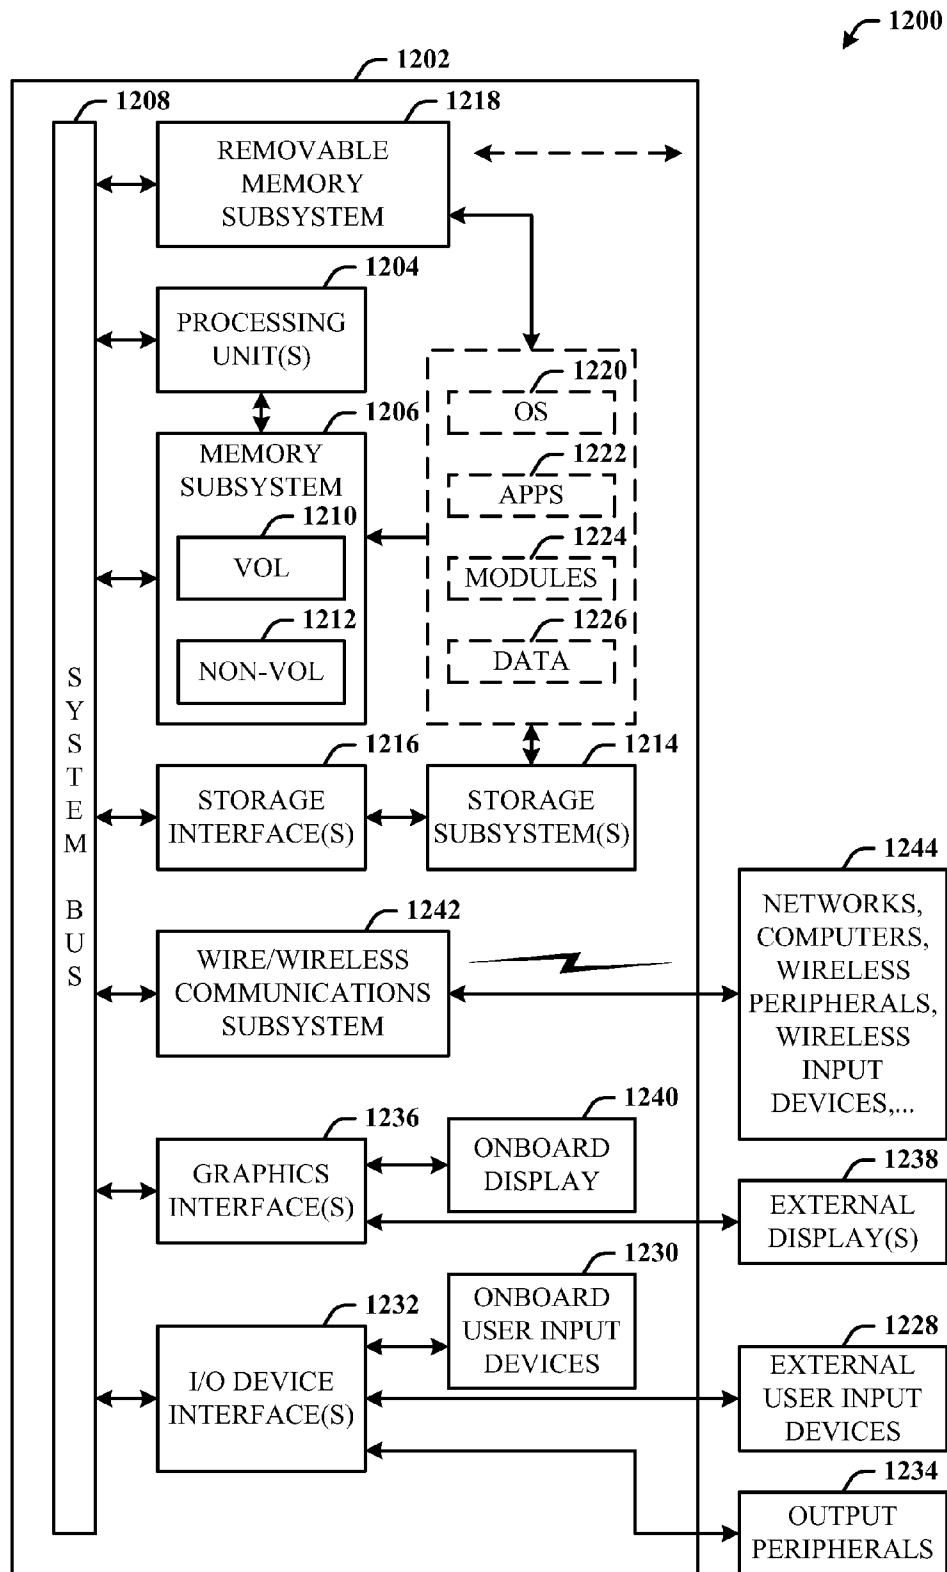 1200
1202
1208
1218
REMOVABLE
MEMORY
SUBSYSTEM
1204
PROCESSING
UNIT(S)
1220
OS
1206
MEMORY
SUBSYSTEM
1222
APPS
1210
VOL
1224
MODULES
1212
NON-VOL
1226
DATA
SYSTEM BUS
1216
STORAGE
INTERFACE(S)
1214
STORAGE
SUBSYSTEM(S)
1244
NETWORKS,
COMPUTERS,
WIRELESS
PERIPHERALS,
WIRELESS
INPUT
DEVICES,...
1242
WIRE/WIRELESS
COMMUNICATIONS
SUBSYSTEM
1236
GRAPHICS
INTERFACE(S)
1240
ONBOARD
DISPLAY
1238
EXTERNAL
DISPLAY(S)
1232
I/O DEVICE
INTERFACE(S)
1230
ONBOARD
USER INPUT
DEVICES
1228
EXTERNAL
USER INPUT
DEVICES
1234
OUTPUT
PERIPHERALS